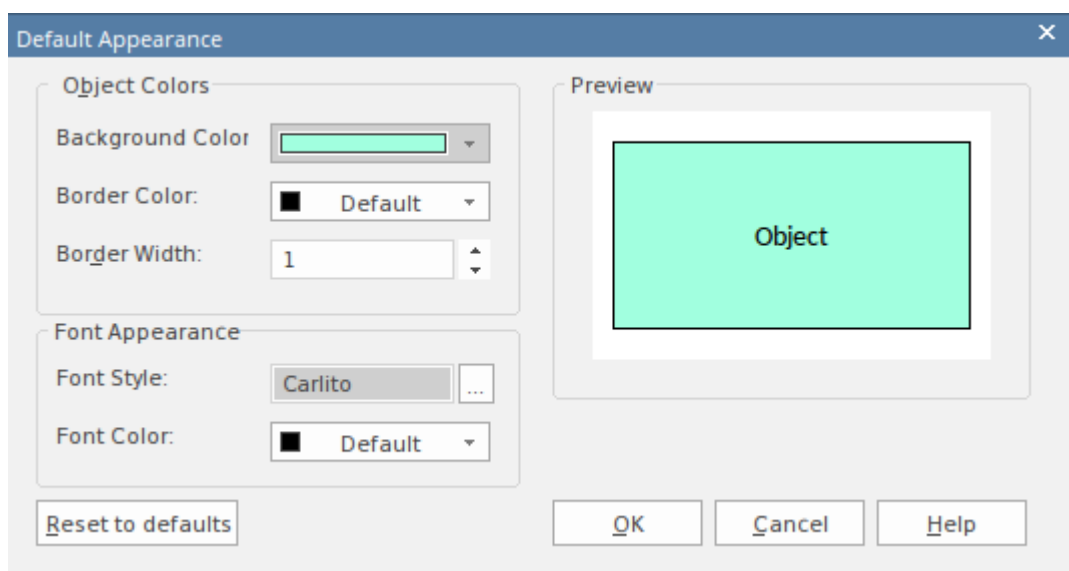 Default Appearance
Object Colors
Background Color
Border Color:
Default
Border Width:
1
Font Appearance
Font Style:
Carlito
...
Font Color:
Default
Preview
Object
Reset to defaults
OK
Cancel
Help